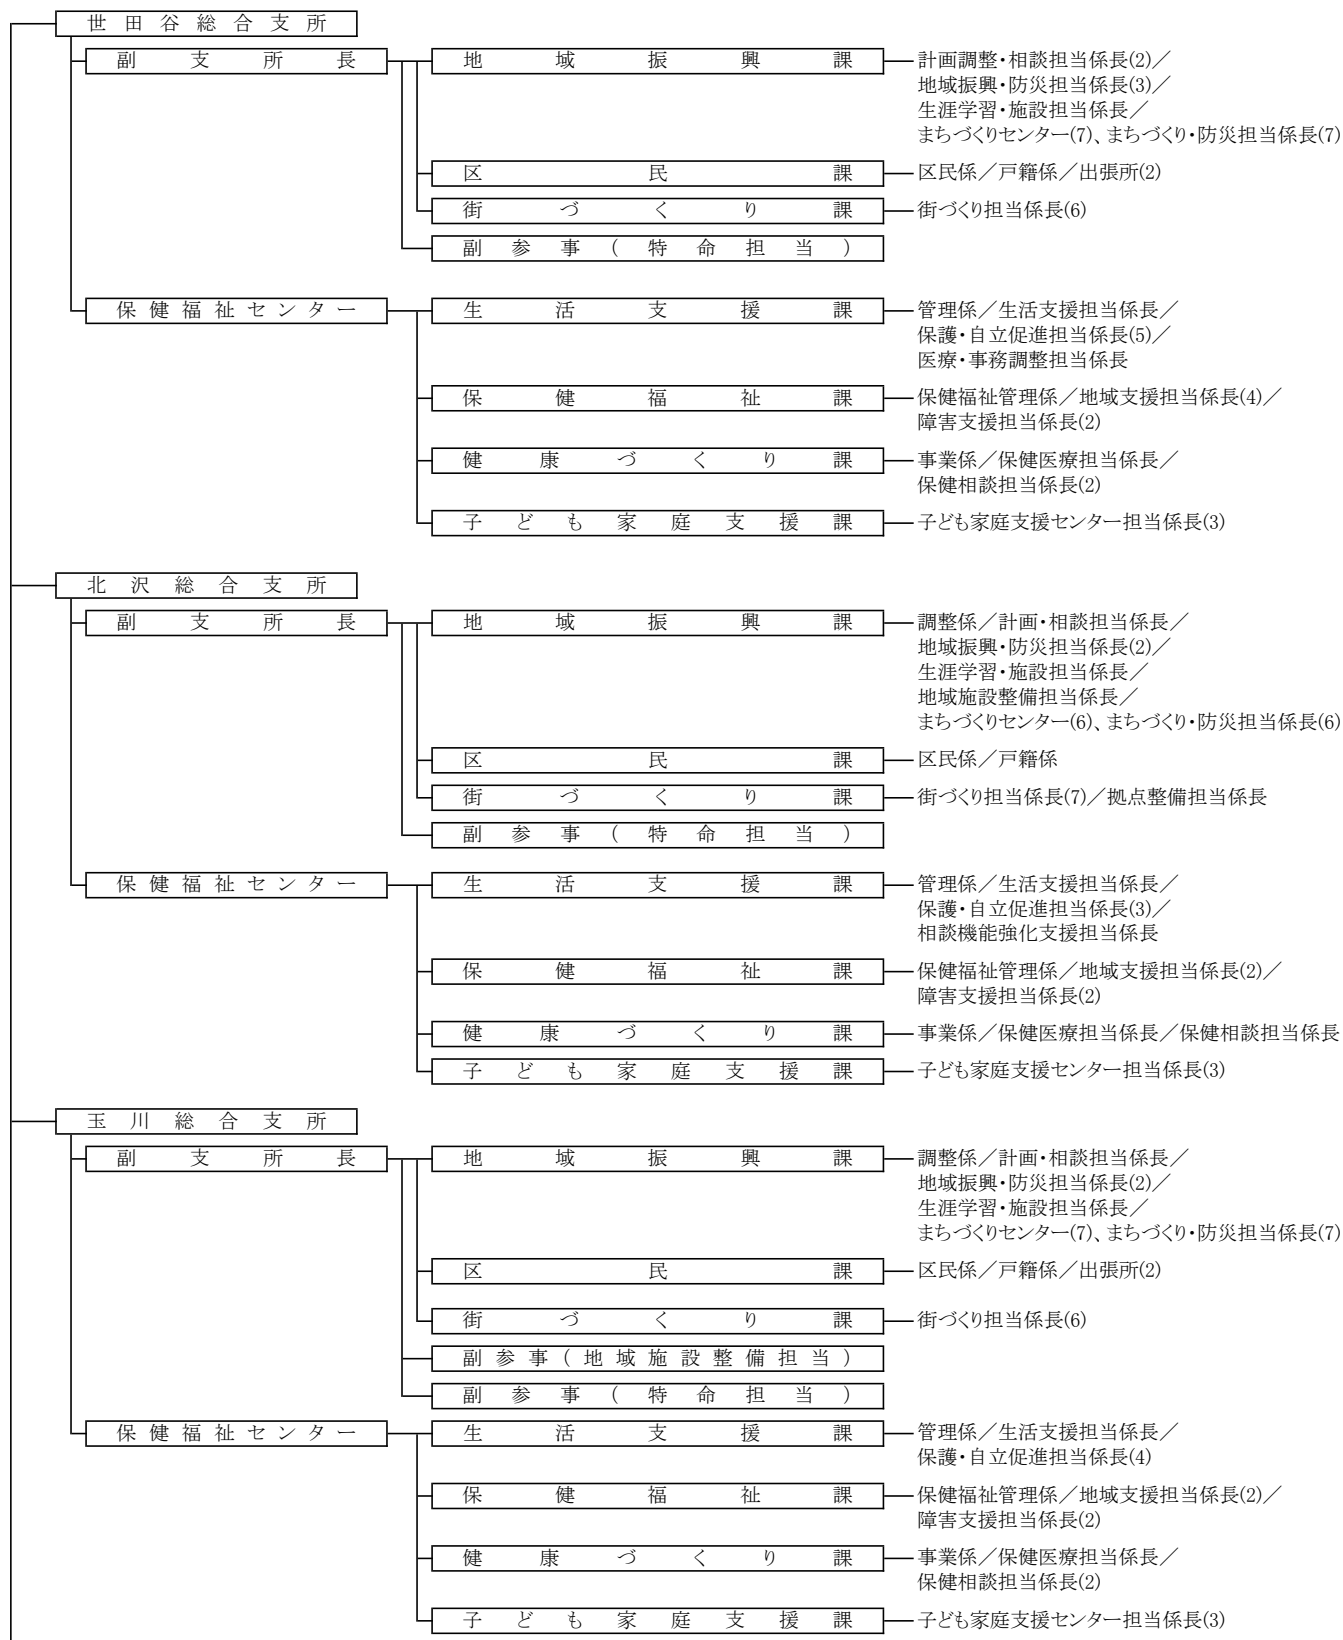 世田谷総合支所
副支所長
地域振興課
計画調整・相談担当係長(2)／
地域振興・防災担当係長(3)／
生涯学習・施設担当係長／
まちづくりセンター(7)、まちづくり・防災担当係長(7)
区民課
区民係／戸籍係／出張所(2)
街づくり課
街づくり担当係長(6)
副参事(特命担当)
保健福祉センター
生活支援課
管理係／生活支援担当係長／
保護・自立促進担当係長(5)／
医療・事務調整担当係長
保健福祉課
保健福祉管理係／地域支援担当係長(4)／
障害支援担当係長(2)
健康づくり課
事業係／保健医療担当係長／
保健相談担当係長(2)
子ども家庭支援課
子ども家庭支援センター担当係長(3)
北沢総合支所
副支所長
地域振興課
調整係／計画・相談担当係長／
地域振興・防災担当係長(2)／
生涯学習・施設担当係長／
地域施設整備担当係長／
まちづくりセンター(6)、まちづくり・防災担当係長(6)
区民課
区民係／戸籍係
街づくり課
街づくり担当係長(7)／拠点整備担当係長
副参事(特命担当)
保健福祉センター
生活支援課
管理係／生活支援担当係長／
保護・自立促進担当係長(3)／
相談機能強化支援担当係長
保健福祉課
保健福祉管理係／地域支援担当係長(2)／
障害支援担当係長(2)
健康づくり課
事業係／保健医療担当係長／保健相談担当係長
子ども家庭支援課
子ども家庭支援センター担当係長(3)
玉川総合支所
副支所長
地域振興課
調整係／計画・相談担当係長／
地域振興・防災担当係長(2)／
生涯学習・施設担当係長／
まちづくりセンター(7)、まちづくり・防災担当係長(7)
区民課
区民係／戸籍係／出張所(2)
街づくり課
街づくり担当係長(6)
副参事(地域施設整備担当)
副参事(特命担当)
保健福祉センター
生活支援課
管理係／生活支援担当係長／
保護・自立促進担当係長(4)
保健福祉課
保健福祉管理係／地域支援担当係長(2)／
障害支援担当係長(2)
健康づくり課
事業係／保健医療担当係長／
保健相談担当係長(2)
子ども家庭支援課
子ども家庭支援センター担当係長(3)